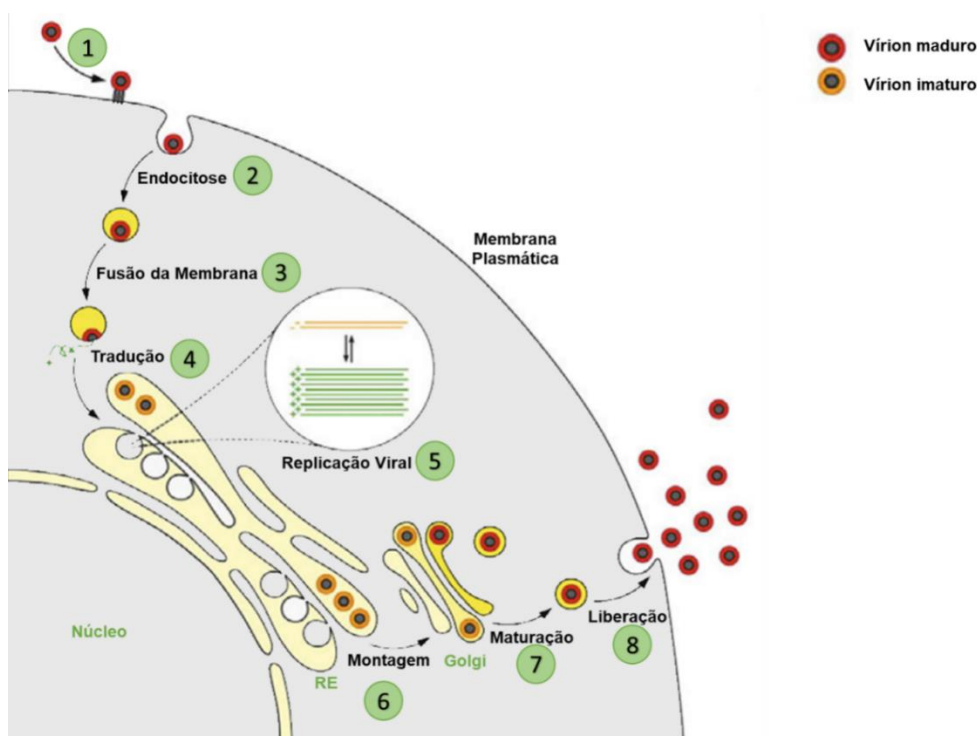 1
Vírion maduro
Vírion imaturo
Endocitose 2
Membrana
Plasmática
Fusão da Membrana 3
Tradução 4
Replicação Viral 5
Núcleo
RE
Montagem
6
Golgi
Maturação
7
Liberação
8